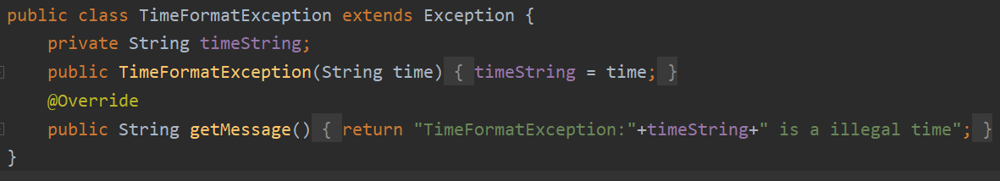 public class TimeFormatException extends Exception {
    private String timeString;
    public TimeFormatException(String time) { timeString = time; }
    @Override
    public String getMessage() { return "TimeFormatException:"+timeString+" is a illegal time"; }
}